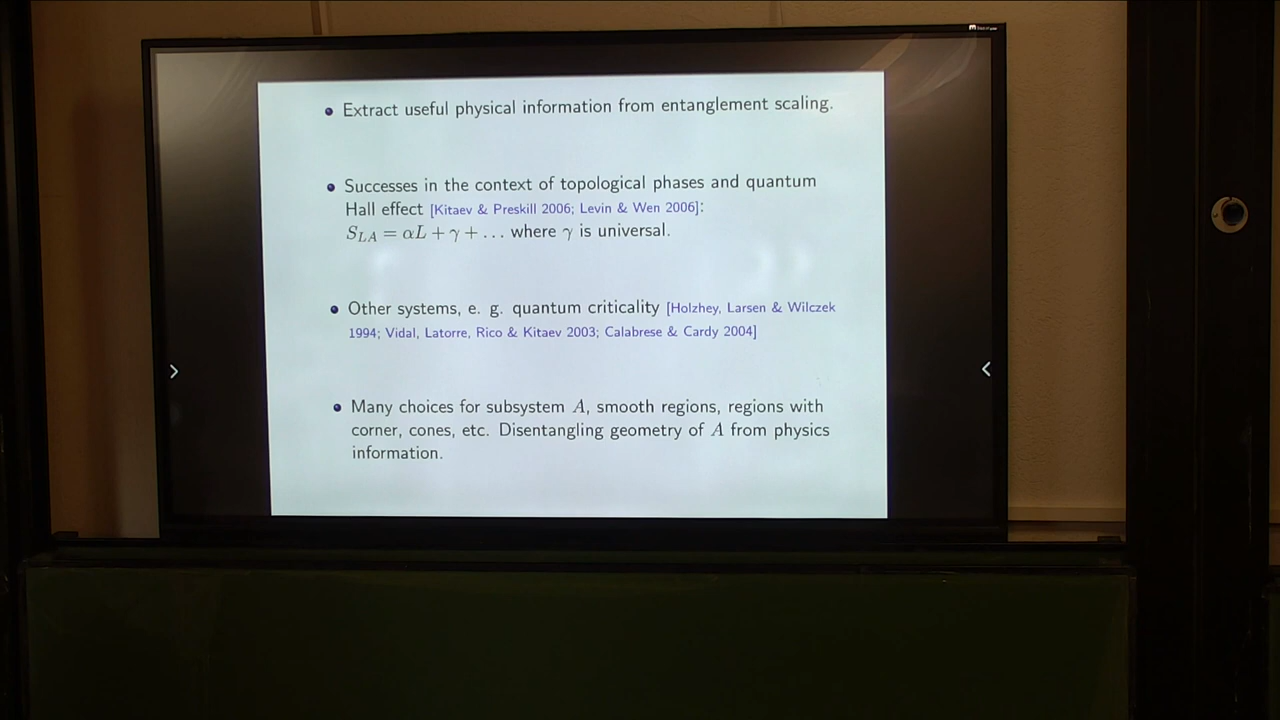 Extract useful physical information from entanglement scaling.
Successes in the context of topological phases and quantum
Hall effect [Kitaev & Preskill 2006; Levin & Wen 2006]:
S_{LA} = αL + γ + ... where γ is universal.
Other systems, e. g. quantum criticality [Holzhey, Larsen & Wilczek
1994; Vidal, Latorre, Rico & Kitaev 2003; Calabrese & Cardy 2004]
Many choices for subsystem A, smooth regions, regions with
corner, cones, etc. Disentangling geometry of A from physics
information.